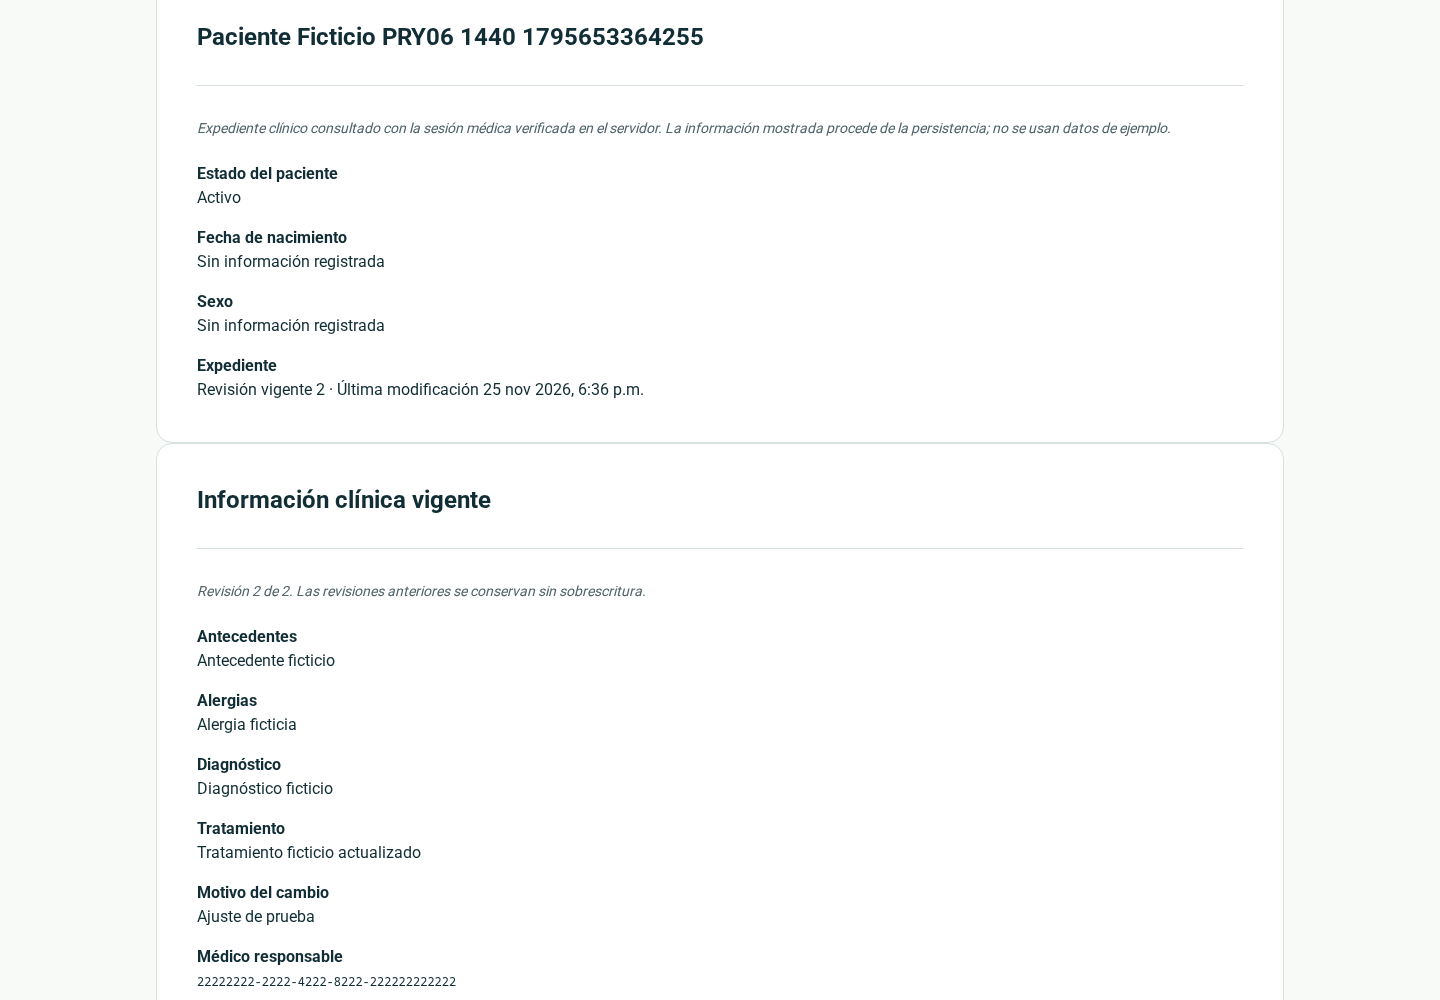 Paciente Ficticio PRY06 1440 1795653364255
Expediente clínico consultado con la sesión médica verificada en el servidor. La información mostrada procede de la persistencia; no se usan datos de ejemplo.
Estado del paciente
Activo
Fecha de nacimiento
Sin información registrada
Sexo
Sin información registrada
Expediente
Revisión vigente 2 · Última modificación 25 nov 2026, 6:36 p.m.
Información clínica vigente
Revisión 2 de 2. Las revisiones anteriores se conservan sin sobrescritura.
Antecedentes
Antecedente ficticio
Alergias
Alergia ficticia
Diagnóstico
Diagnóstico ficticio
Tratamiento
Tratamiento ficticio actualizado
Motivo del cambio
Ajuste de prueba
Médico responsable
22222222-2222-4222-8222-222222222222